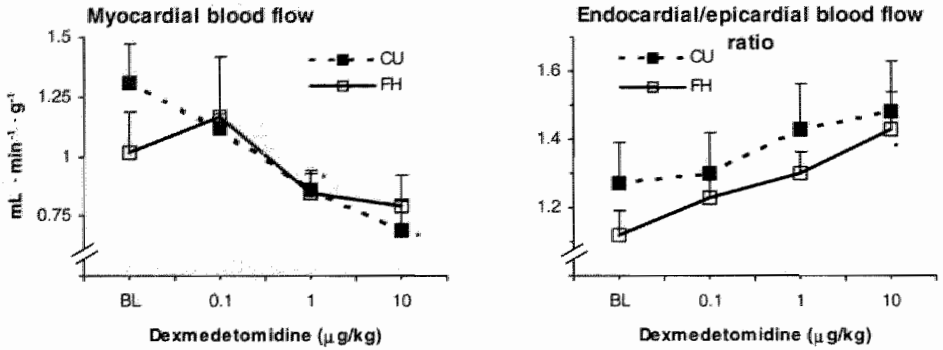 Myocardial blood flow
1.5
1.25
1
0.75
mL · min⁻¹ · g⁻¹
CU
FH
BL 0.1 1 10
Dexmedetomidine (µg/kg)
Endocardial/epicardial blood flow
ratio
1.6
1.4
1.2
CU
FH
BL 0.1 1 10
Dexmedetomidine (µg/kg)